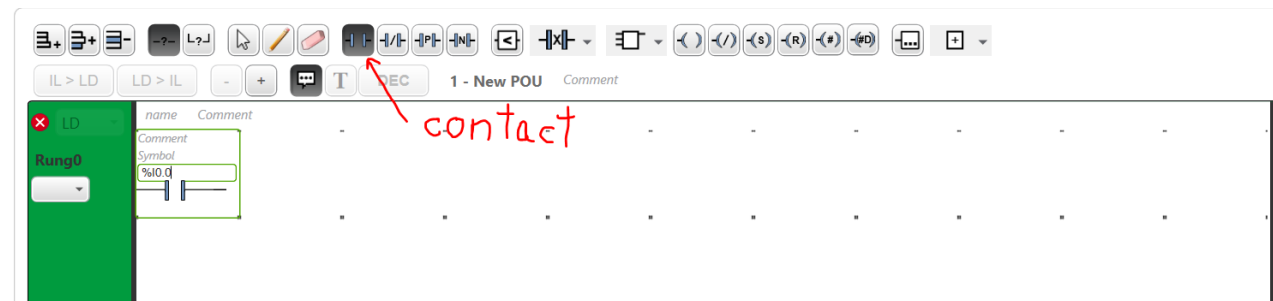 -?- L?┘ P N < X ( ) (/) (S) (R) (#) (#D) ... +
IL > LD LD > IL - + T DEC 1 - New POU Comment
contact
LD name Comment
Comment
Rung0 Symbol
%I0.0